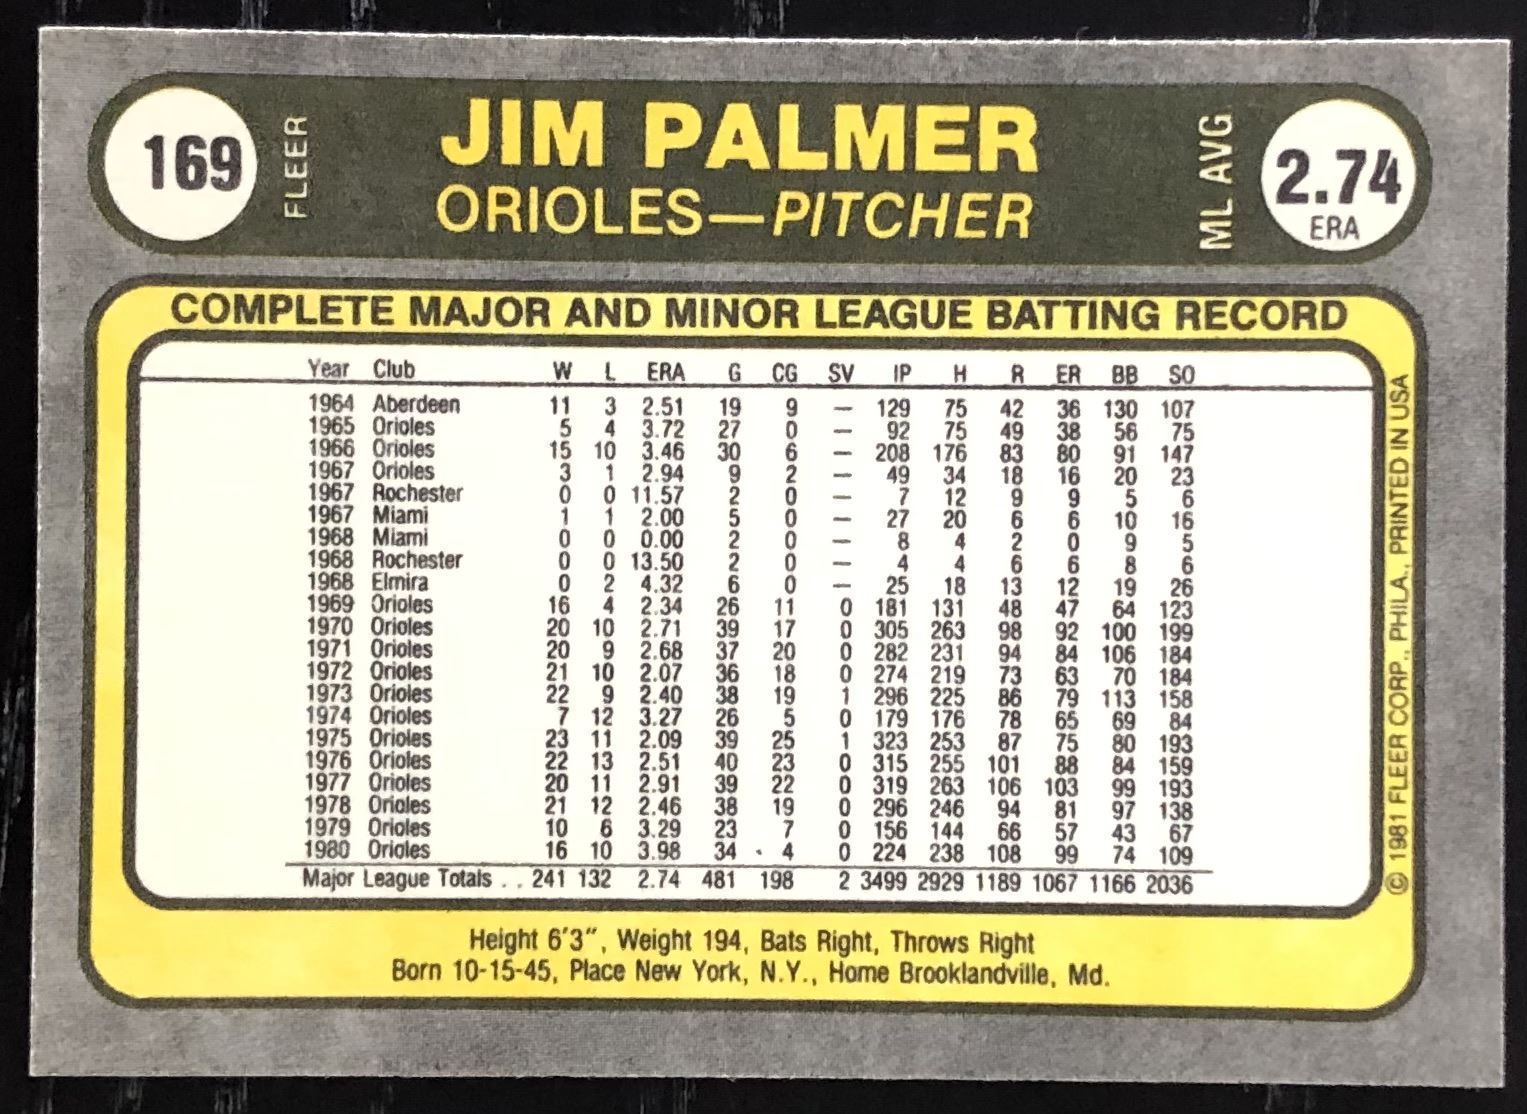 169
FLEER
JIM PALMER
ORIOLES—PITCHER
ML AVG.
2.74
ERA
COMPLETE MAJOR AND MINOR LEAGUE BATTING RECORD
Year Club W L ERA G CG SV IP H R ER BB SO
1964 Aberdeen 11 3 2.51 19 9 — 129 75 42 36 130 107
1965 Orioles 5 4 3.72 27 0 — 92 75 49 38 56 75
1966 Orioles 15 10 3.46 30 6 — 208 176 83 80 91 147
1967 Orioles 3 1 2.94 9 2 — 49 34 18 16 20 23
1967 Rochester 0 0 11.57 2 0 — 7 12 9 9 5 6
1967 Miami 1 1 2.00 5 0 — 27 20 6 6 10 16
1968 Miami 0 0 0.00 2 0 — 8 4 2 0 9 5
1968 Rochester 0 0 13.50 2 0 — 4 4 6 6 8 6
1968 Elmira 0 2 4.32 6 0 — 25 18 13 12 19 26
1969 Orioles 16 4 2.34 26 11 0 181 131 48 47 64 123
1970 Orioles 20 10 2.71 39 17 0 305 263 98 92 100 199
1971 Orioles 20 9 2.68 37 20 0 282 231 94 84 106 184
1972 Orioles 21 10 2.07 36 18 0 274 219 73 63 70 184
1973 Orioles 22 9 2.40 38 19 1 296 225 86 79 113 158
1974 Orioles 7 12 3.27 26 5 0 179 176 78 65 69 84
1975 Orioles 23 11 2.09 39 25 1 323 253 87 75 80 193
1976 Orioles 22 13 2.51 40 23 0 315 255 101 88 84 159
1977 Orioles 20 11 2.91 39 22 0 319 263 106 103 99 193
1978 Orioles 21 12 2.46 38 19 0 296 246 94 81 97 138
1979 Orioles 10 6 3.29 23 7 0 156 144 66 57 43 67
1980 Orioles 16 10 3.98 34 4 0 224 238 108 99 74 109
Major League Totals . . 241 132 2.74 481 198 2 3499 2929 1189 1067 1166 2036
Height 6'3", Weight 194, Bats Right, Throws Right
Born 10-15-45, Place New York, N.Y., Home Brooklandville, Md.
© 1981 FLEER CORP., PHILA., PRINTED IN USA